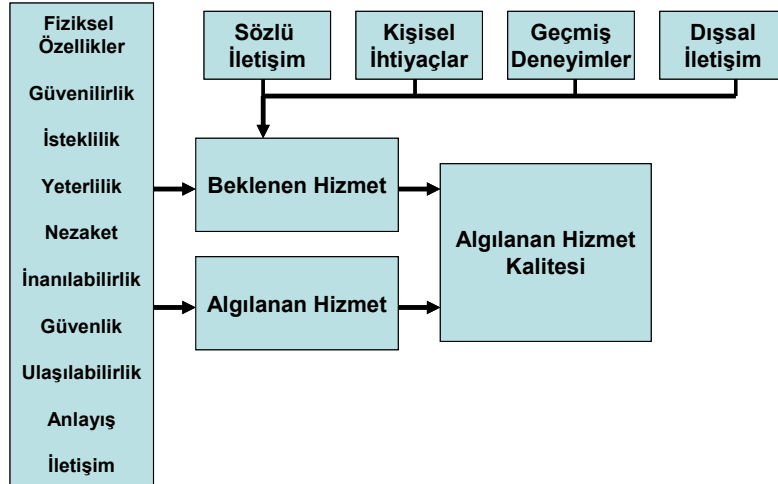 Fiziksel
Özellikler
Güvenilirlik
İsteklilik
Yeterlilik
Nezaket
İnanılabilirlik
Güvenlik
Ulaşılabilirlik
Anlayış
İletişim
Sözlü
İletişim
Kişisel
İhtiyaçlar
Geçmiş
Deneyimler
Dışsal
İletişim
Beklenen Hizmet
Algılanan Hizmet
Algılanan Hizmet
Kalitesi